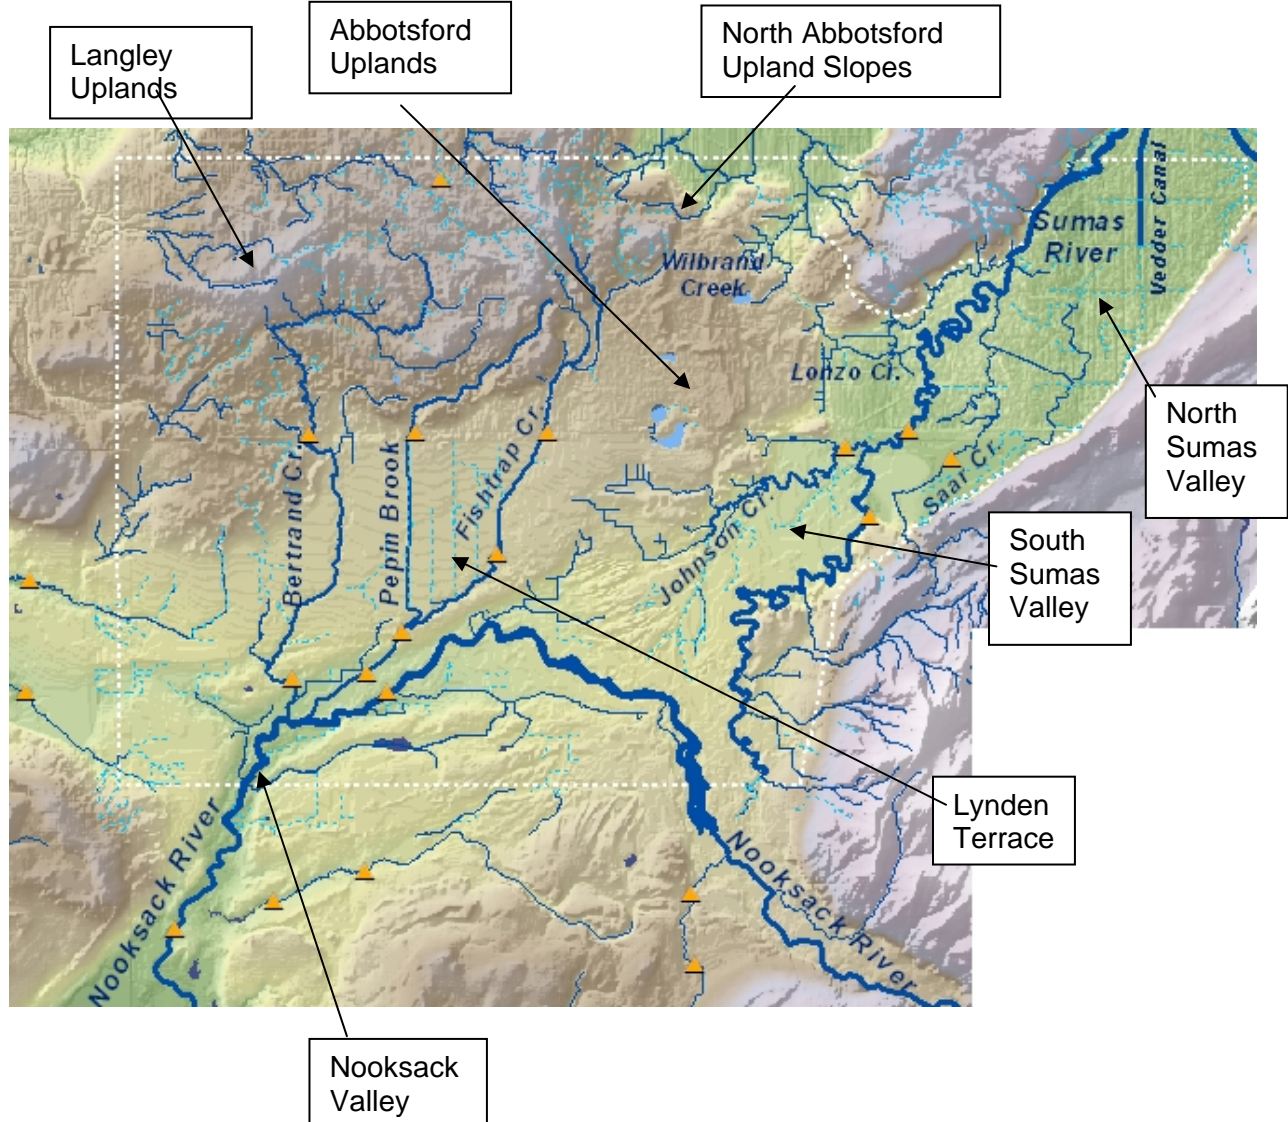 Langley
Uplands
Abbotsford
Uplands
North Abbotsford
Upland Slopes
Vedder Canal
Sumas
River
Wilbrand
Creek
Lonzo Cr.
North
Sumas
Valley
Bertrand Cr.
Pepin Brook
Fishtrap Cr.
Johnson Cr.
Saar Cr.
South
Sumas
Valley
Lynden
Terrace
Nooksack River
Nooksack River
Nooksack
Valley